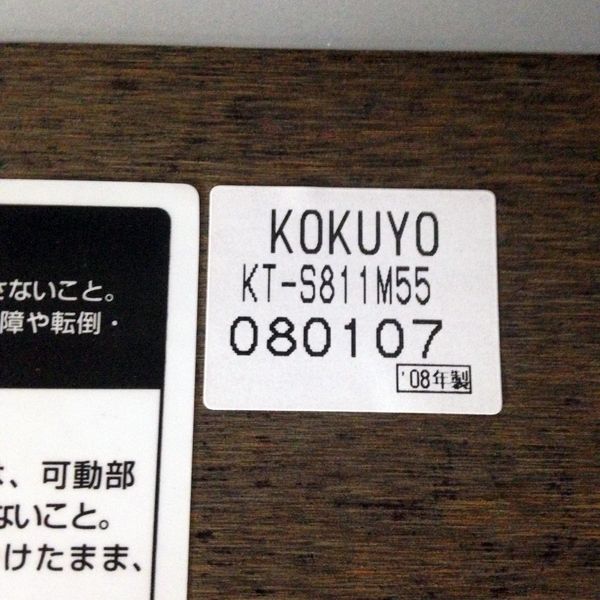 さないこと。
障や転倒・
、可動部
ないこと。
けたまま、
KOKUYO
KT-S811M55
080107
'08年製